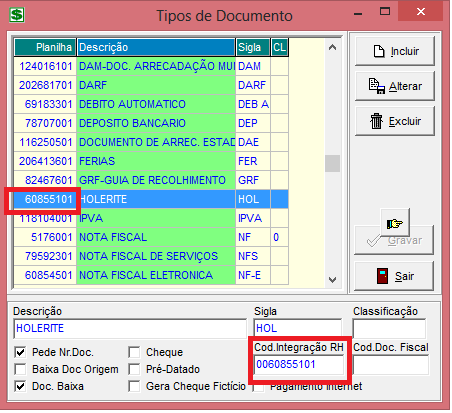 Tipos de Documento
Planilha Descrição Sigla CL
124016101 DAM-DOC. ARRECADAÇÃO MUI DAM
202681701 DARF DARF
69183301 DEBITO AUTOMATICO DEB A
78707001 DEPOSITO BANCARIO DEP
116250501 DOCUMENTO DE ARREC. ESTAD DAE
206413601 FERIAS FER
82467601 GRF-GUIA DE RECOLHIMENTO GRF
60855101 HOLERITE HOL
118104001 IPVA IPVA
5176001 NOTA FISCAL NF 0
79592301 NOTA FISCAL DE SERVIÇOS NFS
60854501 NOTA FISCAL ELETRONICA NF-E
Incluir
Alterar
Excluir
Gravar
Sair
Descrição Sigla Classificação
HOLERITE HOL
Pede Nr.Doc. Cheque Cod.Integração RH Cod.Doc. Fiscal
Baixa Doc Origem Pré-Datado 0060855101
Doc. Baixa Gera Cheque Fictício Pagamento Internet